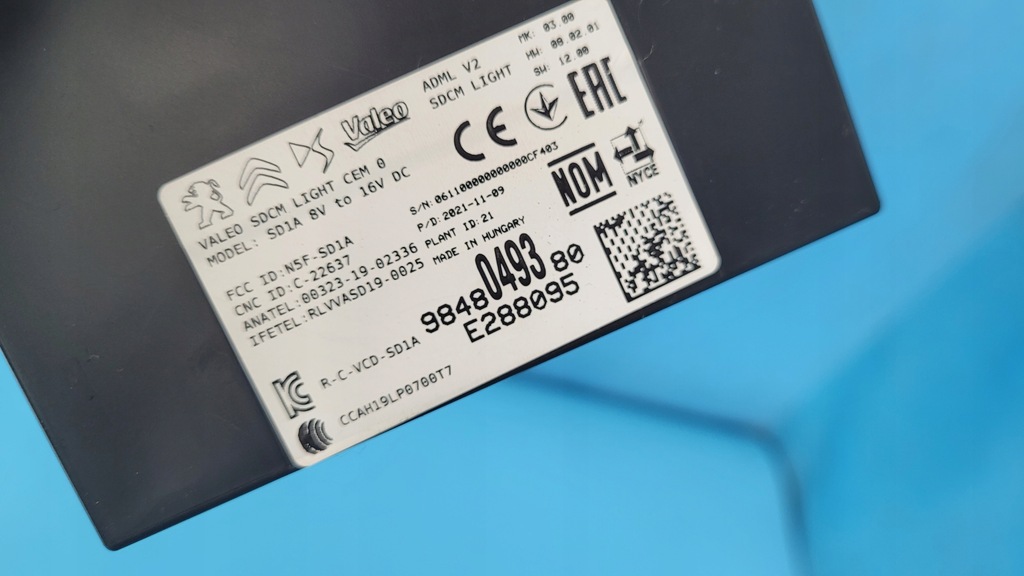 Valeo
ADML V2
SDCM LIGHT
MK: 03.00
HW: 08.02.01
SW: 12.00
CE
EAC
VALEO SDCM LIGHT CEM 0
MODEL: SD1A 8V to 16V DC
S/N:06110000000000000CF403
P/D:2021-11-09
PLANT ID:21
MADE IN HUNGARY
NOM
NYCE
FCC ID:N5F-SD1A
CNC ID:C-22637
ANATEL:00323-19-02336
IFETEL:RLVVASD19-0025
98480493 80
E288095
R-C-VCD-SD1A
CCAH19LP0700T7